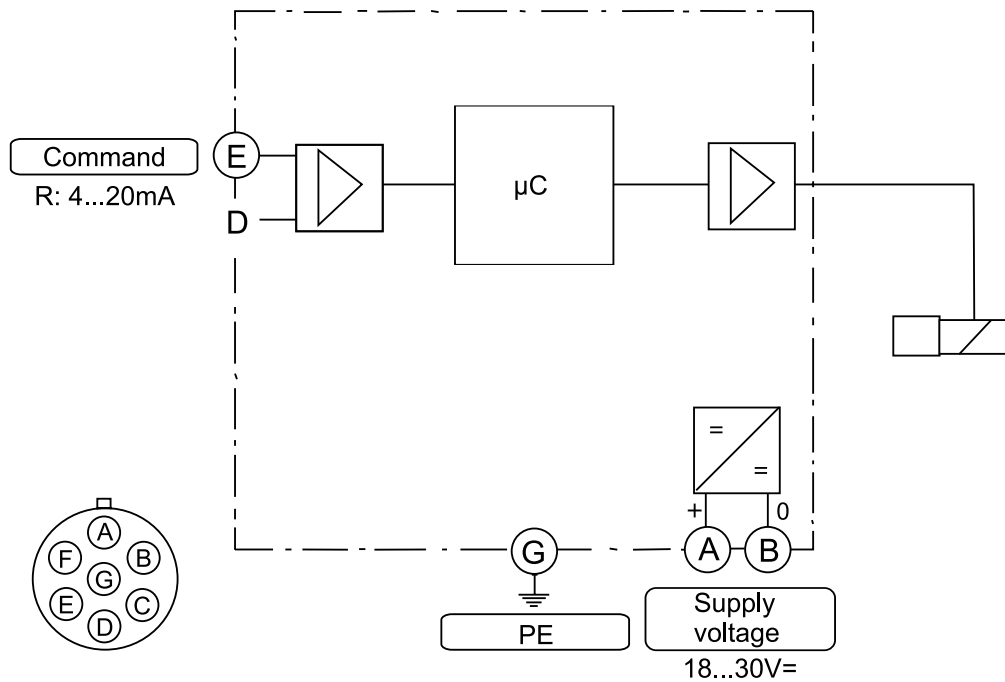 Command
R: 4...20mA
E
D
µC
=
=
+
0
G
A
B
PE
Supply
voltage
18...30V=
A
F
B
G
E
C
D